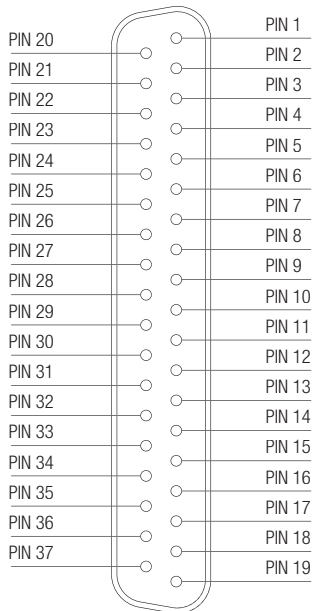 PIN 1
PIN 20
PIN 2
PIN 21
PIN 3
PIN 22
PIN 4
PIN 23
PIN 5
PIN 24
PIN 6
PIN 25
PIN 7
PIN 26
PIN 8
PIN 27
PIN 9
PIN 28
PIN 10
PIN 29
PIN 11
PIN 30
PIN 12
PIN 31
PIN 13
PIN 32
PIN 14
PIN 33
PIN 15
PIN 34
PIN 16
PIN 35
PIN 17
PIN 36
PIN 18
PIN 37
PIN 19